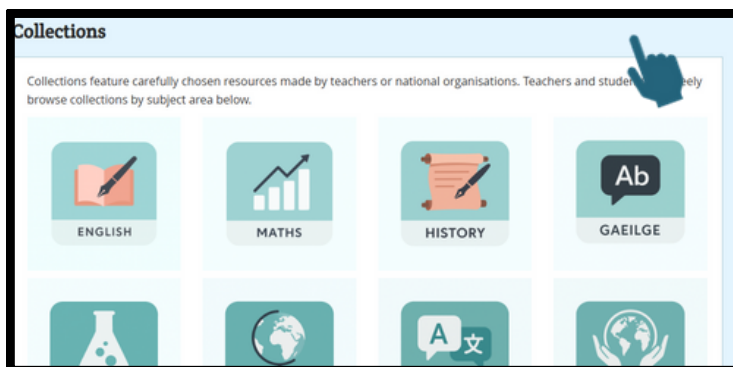 Collections
Collections feature carefully chosen resources made by teachers or national organisations. Teachers and ely
browse collections by subject area below.
ENGLISH
MATHS
HISTORY
Ab
GAEILGE
A 文